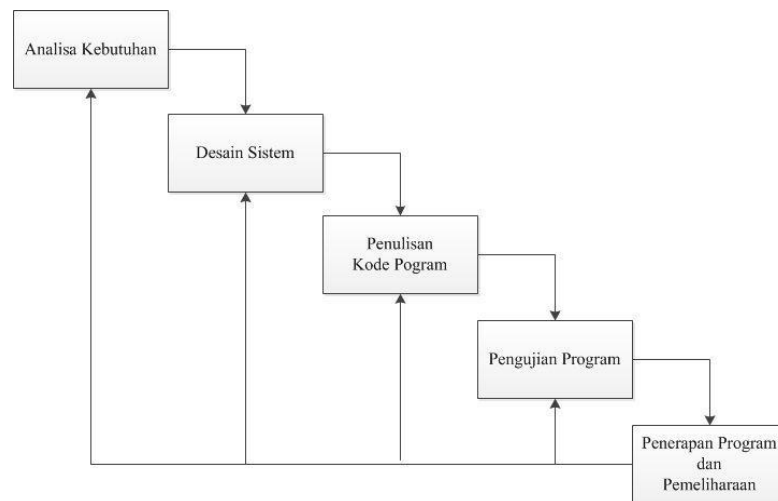 Analisa Kebutuhan
Desain Sistem
Penulisan
Kode Pogram
Pengujian Program
Penerapan Program
dan
Pemeliharaan